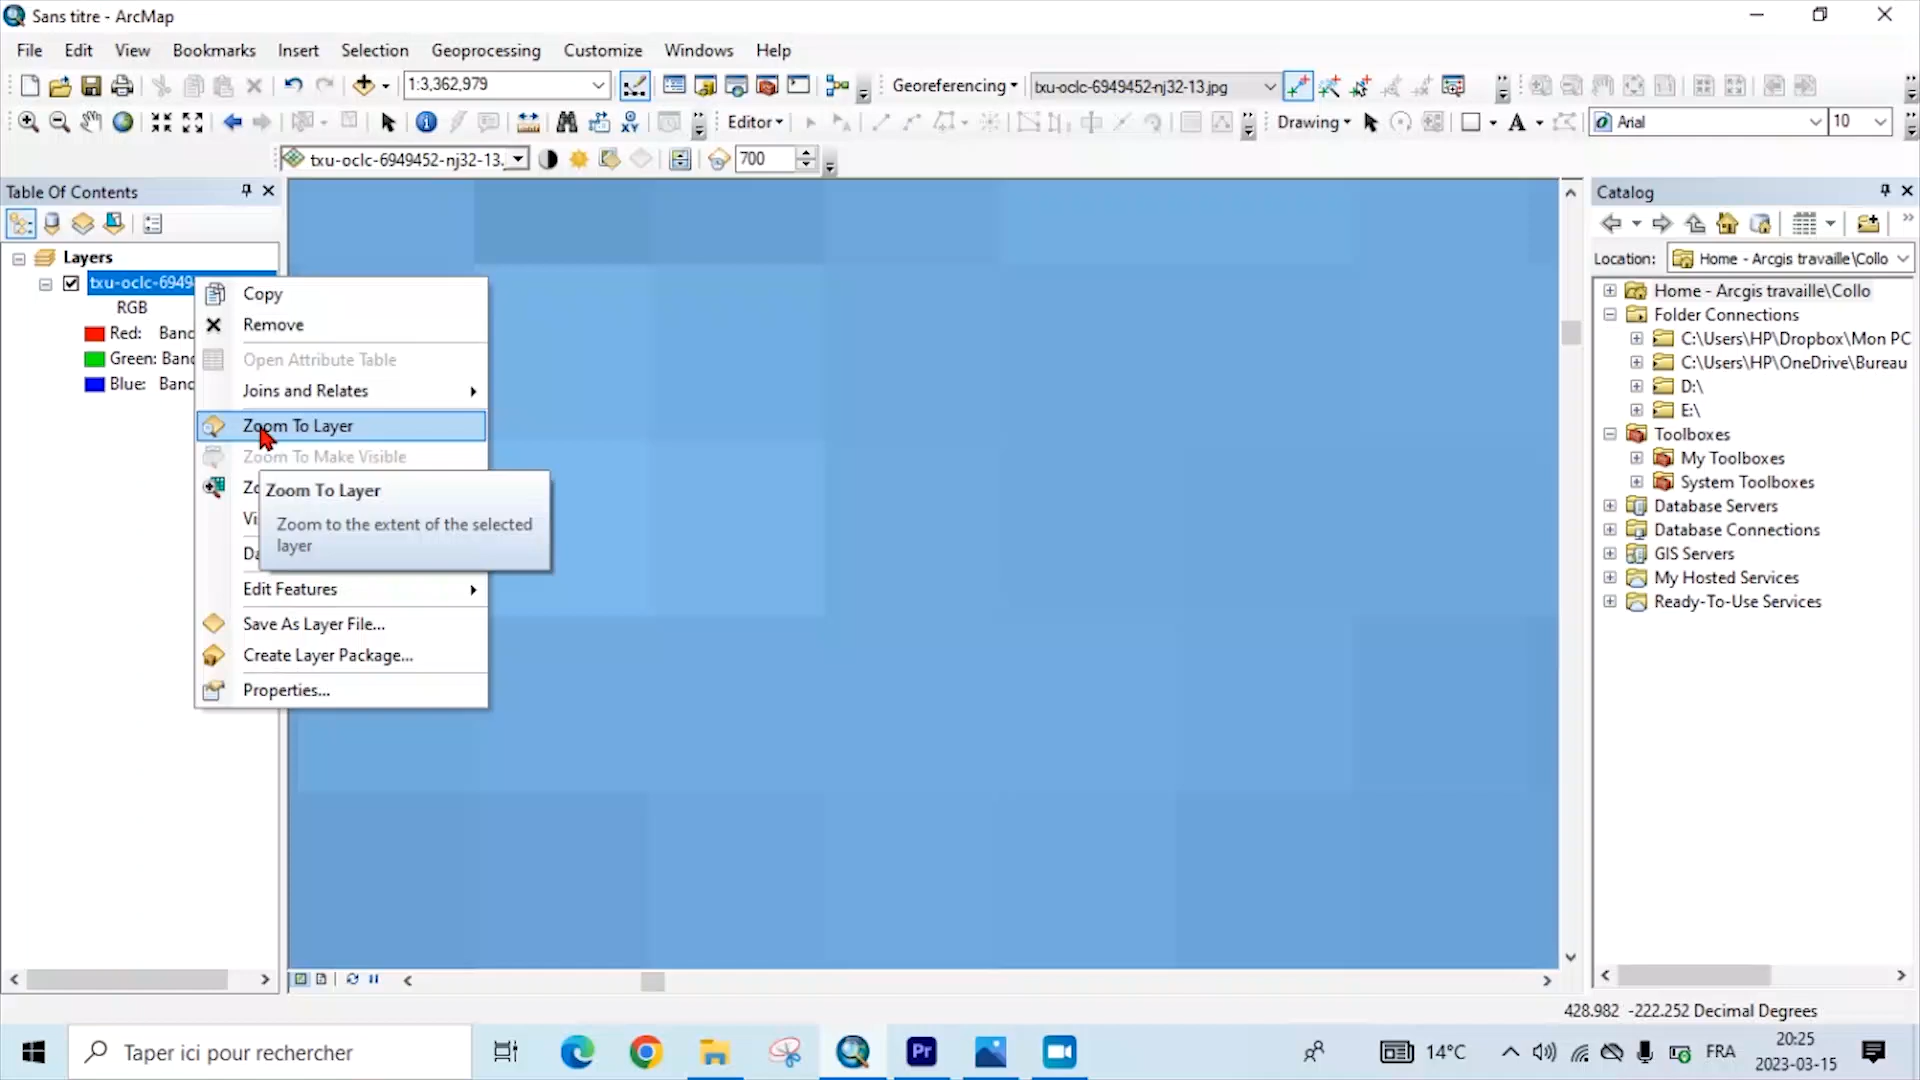 Sans titre - ArcMap
File Edit View Bookmarks Insert Selection Geoprocessing Customize Windows Help
1:3,362,979 Georeferencing txu-oclc-6949452-nj32-13.jpg
Editor Drawing A Arial 10
txu-oclc-6949452-nj32-13. 700
Table Of Contents
Layers
txu-oclc-6949
RGB
Red: Band
Green: Band
Blue: Band
Copy
Remove
Open Attribute Table
Joins and Relates
Zoom To Layer
Zoom To Make Visible
Zo
Vi
Da
Zoom To Layer
Zoom to the extent of the selected
layer
Edit Features
Save As Layer File...
Create Layer Package...
Properties...
Catalog
Location: Home - Arcgis travaille\Collo
Home - Arcgis travaille\Collo
Folder Connections
C:\Users\HP\Dropbox\Mon PC
C:\Users\HP\OneDrive\Bureau
D:\
E:\
Toolboxes
My Toolboxes
System Toolboxes
Database Servers
Database Connections
GIS Servers
My Hosted Services
Ready-To-Use Services
428.982 -222.252 Decimal Degrees
Taper ici pour rechercher
Pr
14°C
FRA
20:25
2023-03-15